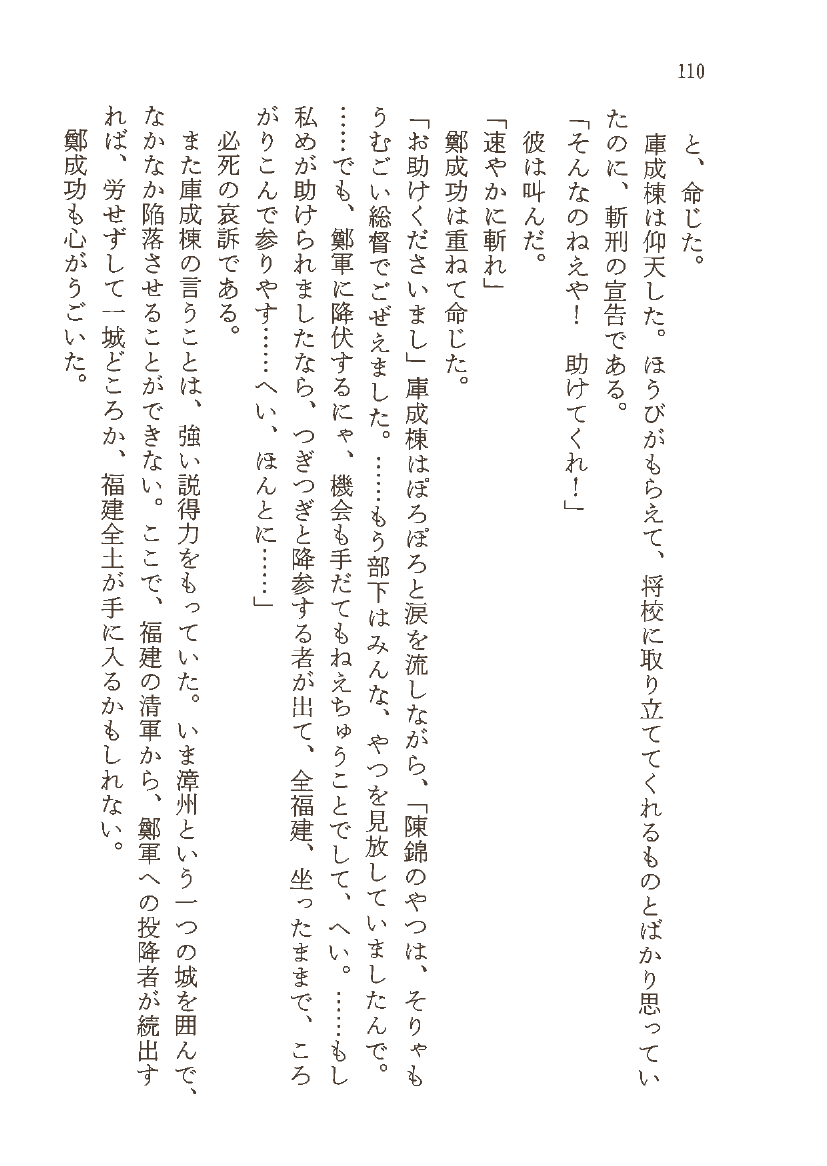 110
と、命じた。
庫成棟は仰天した。ほうびがもらえて、将校に取り立ててくれるものとばかり思ってい
たのに、斬刑の宣告である。
「そんなのねえや！　助けてくれ！」
彼は叫んだ。
「速やかに斬れ」
鄭成功は重ねて命じた。
「お助けくださいまし」庫成棟はぽろぽろと涙を流しながら、「陳錦のやつは、そりゃも
うむごい総督でごぜえました。……もう部下はみんな、やつを見放していましたんで。
……でも、鄭軍に降伏するにゃ、機会も手だてもねえちゅうことでして、へい。……もし
私めが助けられましたなら、つぎつぎと降参する者が出て、全福建、坐ったままで、ころ
がりこんで参りやす……へい、ほんとに……」
必死の哀訴である。
また庫成棟の言うことは、強い説得力をもっていた。いま漳州という一つの城を囲んで、
なかなか陥落させることができない。ここで、福建の清軍から、鄭軍への投降者が続出す
れば、労せずして一城どころか、福建全土が手に入るかもしれない。
鄭成功も心がうごいた。